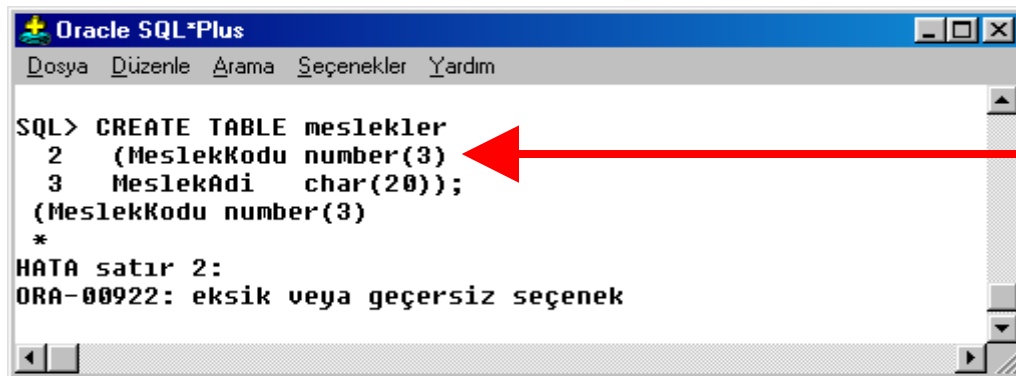 Oracle SQL*Plus
Dosya Düzenle Arama Seçenekler Yardım
SQL> CREATE TABLE meslekler
2 (MeslekKodu number(3)
3 MeslekAdi char(20));
(MeslekKodu number(3)
*
HATA satır 2:
ORA-00922: eksik veya geçersiz seçenek